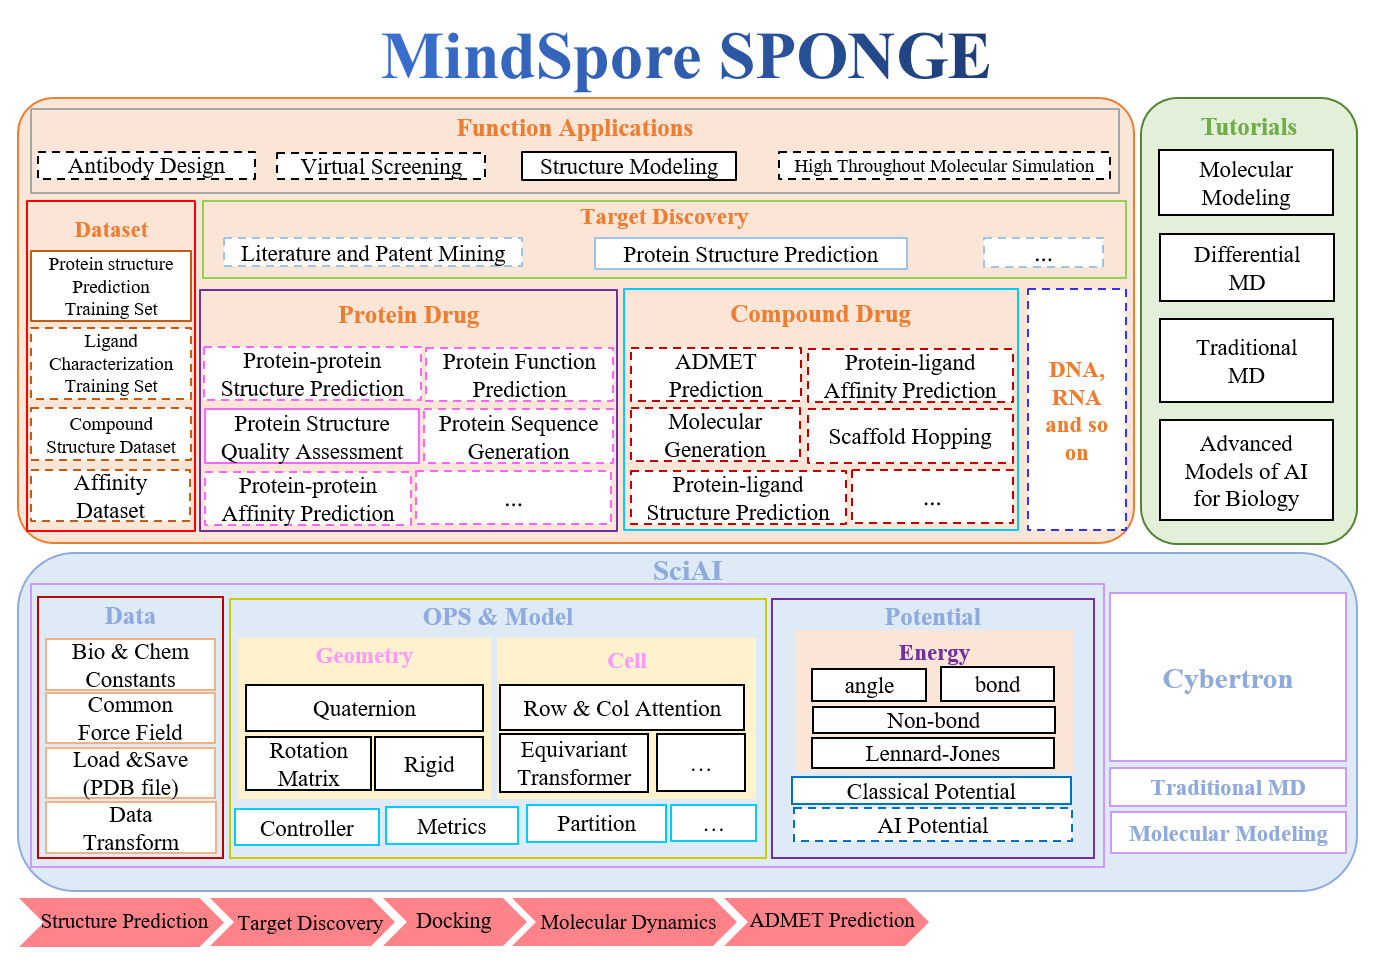 MindSpore SPONGE
Function Applications
Antibody Design
Virtual Screening
Structure Modeling
High Throughout Molecular Simulation
Dataset
Protein structure
Prediction
Training Set
Ligand
Characterization
Training Set
Compound
Structure Dataset
Affinity
Dataset
Target Discovery
Literature and Patent Mining
Protein Structure Prediction
...
Protein Drug
Protein-protein
Structure Prediction
Protein Function
Prediction
Protein Structure
Quality Assessment
Protein Sequence
Generation
Protein-protein
Affinity Prediction
...
Compound Drug
ADMET
Prediction
Protein-ligand
Affinity Prediction
Molecular
Generation
Scaffold Hopping
Protein-ligand
Structure Prediction
...
DNA,
RNA
and so
on
Tutorials
Molecular
Modeling
Differential
MD
Traditional
MD
Advanced
Models of AI
for Biology
SciAI
Data
Bio & Chem
Constants
Common
Force Field
Load &Save
(PDB file)
Data
Transform
OPS & Model
Geometry
Quaternion
Rotation
Matrix
Rigid
Cell
Row & Col Attention
Equivariant
Transformer
...
Controller
Metrics
Partition
...
Potential
Energy
angle
bond
Non-bond
Lennard-Jones
Classical Potential
AI Potential
Cybertron
Traditional MD
Molecular Modeling
Structure Prediction
Target Discovery
Docking
Molecular Dynamics
ADMET Prediction